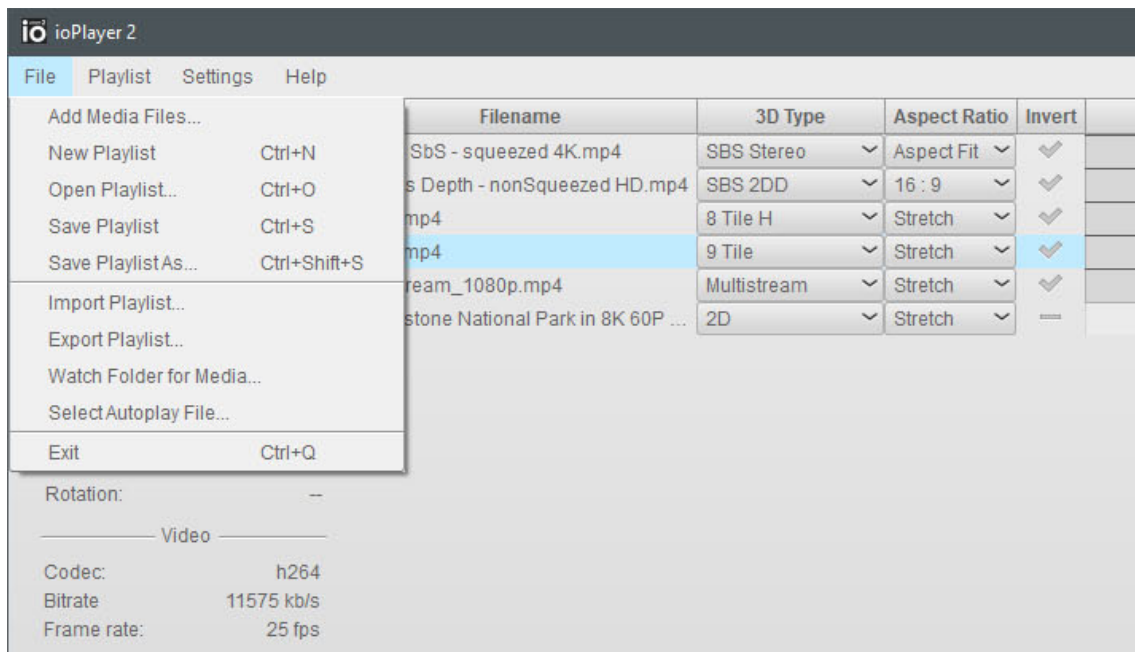 iO ioPlayer 2
File Playlist Settings Help
Add Media Files...
New Playlist Ctrl+N
Open Playlist... Ctrl+O
Save Playlist Ctrl+S
Save Playlist As... Ctrl+Shift+S
Import Playlist...
Export Playlist...
Watch Folder for Media...
Select Autoplay File...
Exit Ctrl+Q
Filename 3D Type Aspect Ratio Invert
SbS - squeezed 4K.mp4 SBS Stereo Aspect Fit
s Depth - nonSqueezed HD.mp4 SBS 2DD 16 : 9
mp4 8 Tile H Stretch
mp4 9 Tile Stretch
ream_1080p.mp4 Multistream Stretch
stone National Park in 8K 60P ... 2D Stretch
Rotation: --
Video
Codec: h264
Bitrate 11575 kb/s
Frame rate: 25 fps